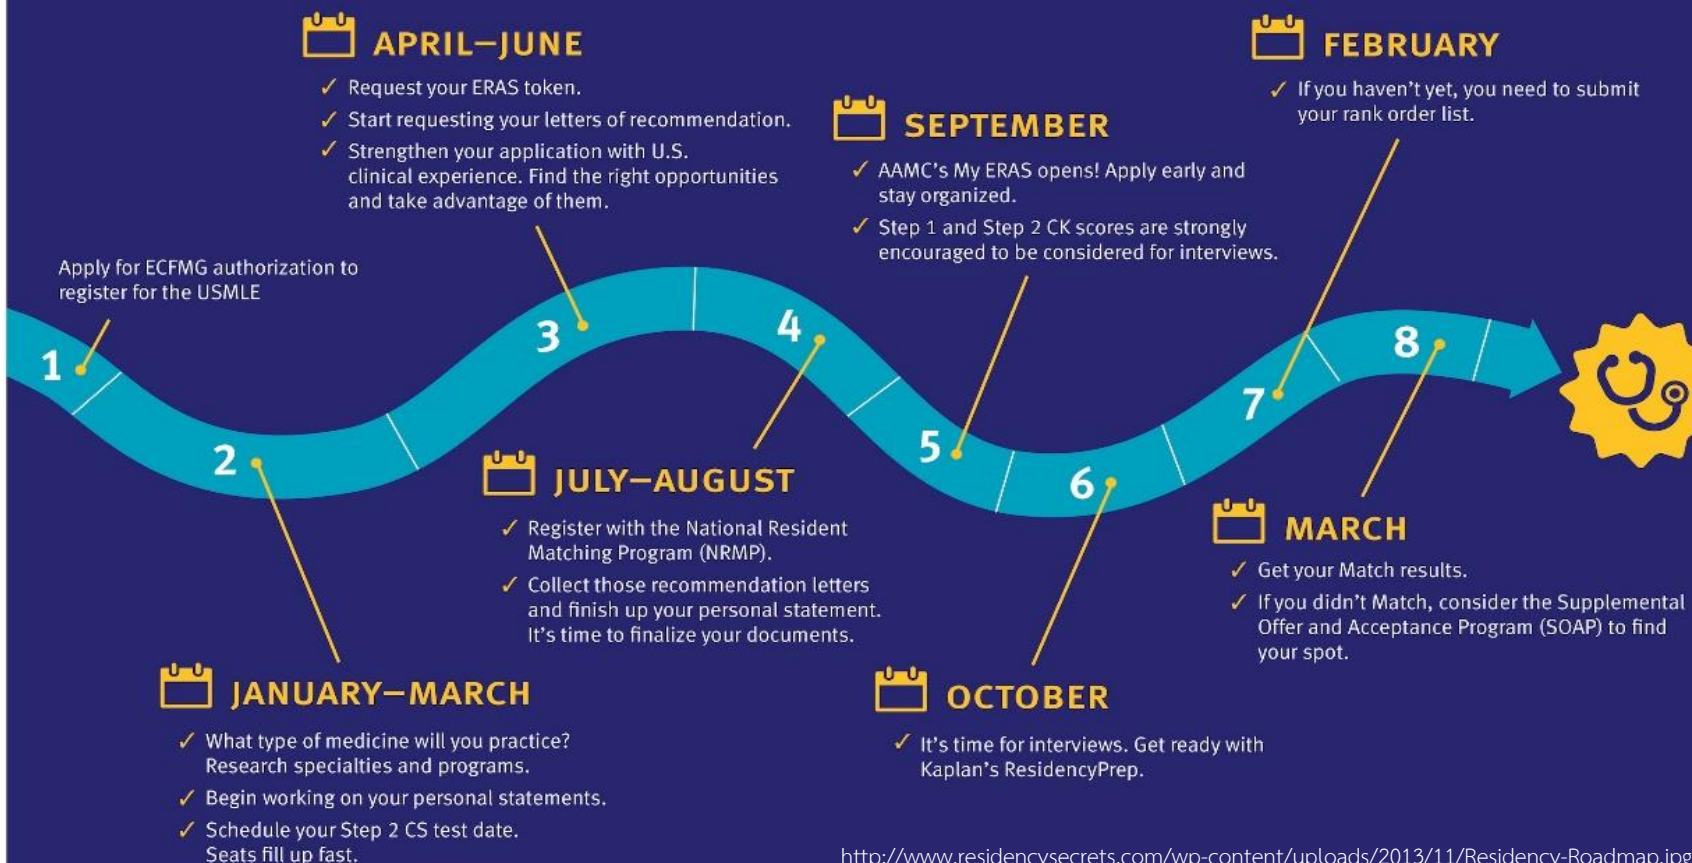 1
Apply for ECFMG authorization to
register for the USMLE
2
JANUARY–MARCH
✓ What type of medicine will you practice?
Research specialties and programs.
✓ Begin working on your personal statements.
✓ Schedule your Step 2 CS test date.
Seats fill up fast.
3
APRIL–JUNE
✓ Request your ERAS token.
✓ Start requesting your letters of recommendation.
✓ Strengthen your application with U.S.
clinical experience. Find the right opportunities
and take advantage of them.
4
JULY–AUGUST
✓ Register with the National Resident
Matching Program (NRMP).
✓ Collect those recommendation letters
and finish up your personal statement.
It's time to finalize your documents.
5
SEPTEMBER
✓ AAMC's My ERAS opens! Apply early and
stay organized.
✓ Step 1 and Step 2 CK scores are strongly
encouraged to be considered for interviews.
6
OCTOBER
✓ It's time for interviews. Get ready with
Kaplan's ResidencyPrep.
7
FEBRUARY
✓ If you haven't yet, you need to submit
your rank order list.
8
MARCH
✓ Get your Match results.
✓ If you didn't Match, consider the Supplemental
Offer and Acceptance Program (SOAP) to find
your spot.
http://www.residencysecrets.com/wp-content/uploads/2013/11/Residency-Roadmap.jpg